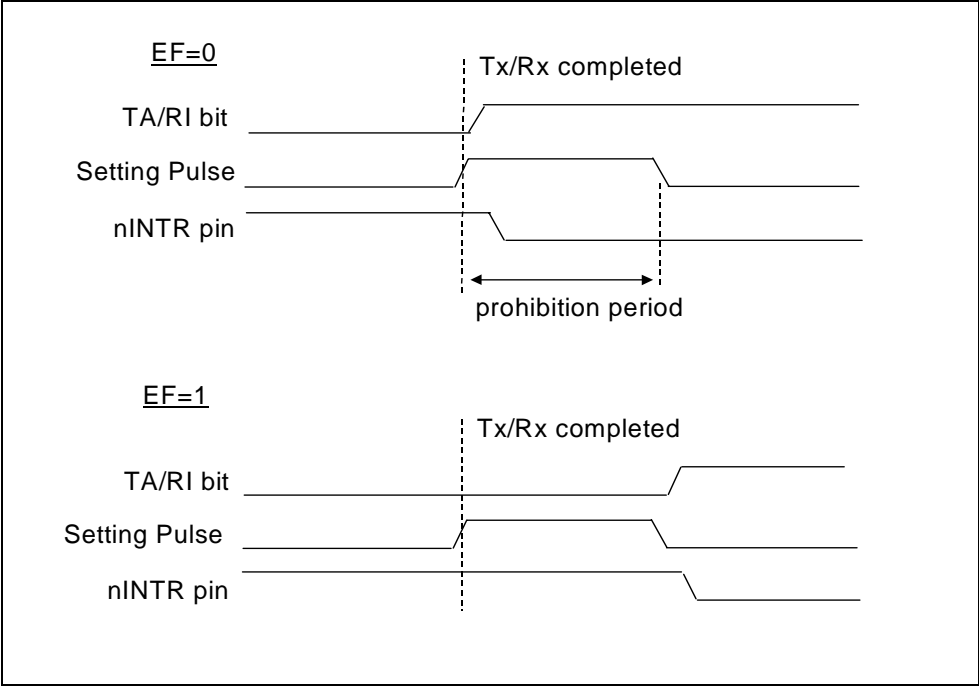 EF=0
Tx/Rx completed
TA/RI bit
Setting Pulse
nINTR pin
prohibition period
EF=1
Tx/Rx completed
TA/RI bit
Setting Pulse
nINTR pin